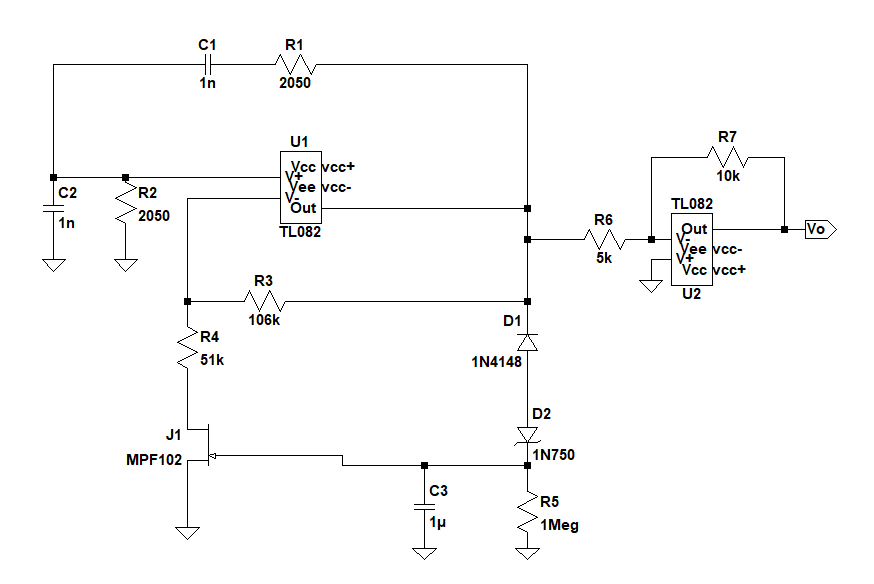 C1
R1
1n
2050
U1
Vcc vcc+
V+
Vee vcc-
V-
Out
TL082
C2
1n
R2
2050
R7
10k
TL082
Out
V-
Vee vcc-
V+
Vcc vcc+
U2
Vo
R6
5k
R3
106k
R4
51k
D1
1N4148
D2
1N750
J1
MPF102
C3
1µ
R5
1Meg